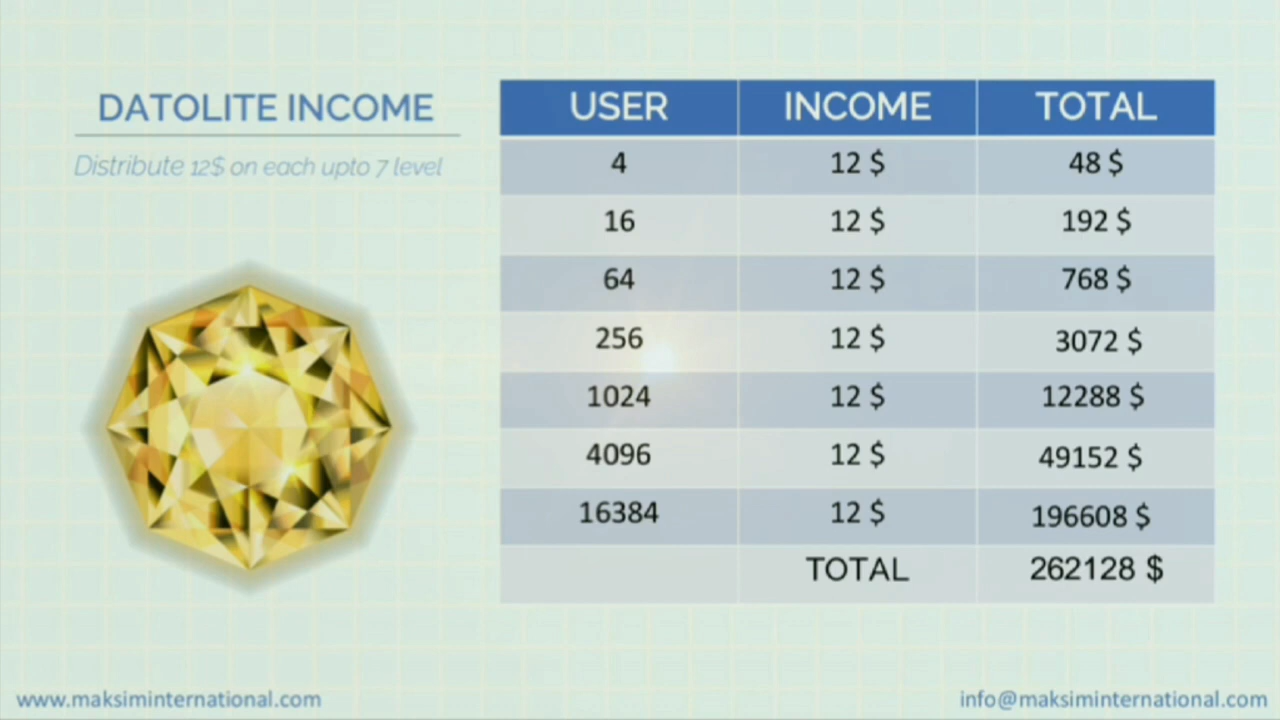 DATOLITE INCOME
Distribute 12$ on each upto 7 level
USER INCOME TOTAL
4 12 $ 48 $
16 12 $ 192 $
64 12 $ 768 $
256 12 $ 3072 $
1024 12 $ 12288 $
4096 12 $ 49152 $
16384 12 $ 196608 $
TOTAL 262128 $
www.maksiminternational.com
info@maksiminternational.com